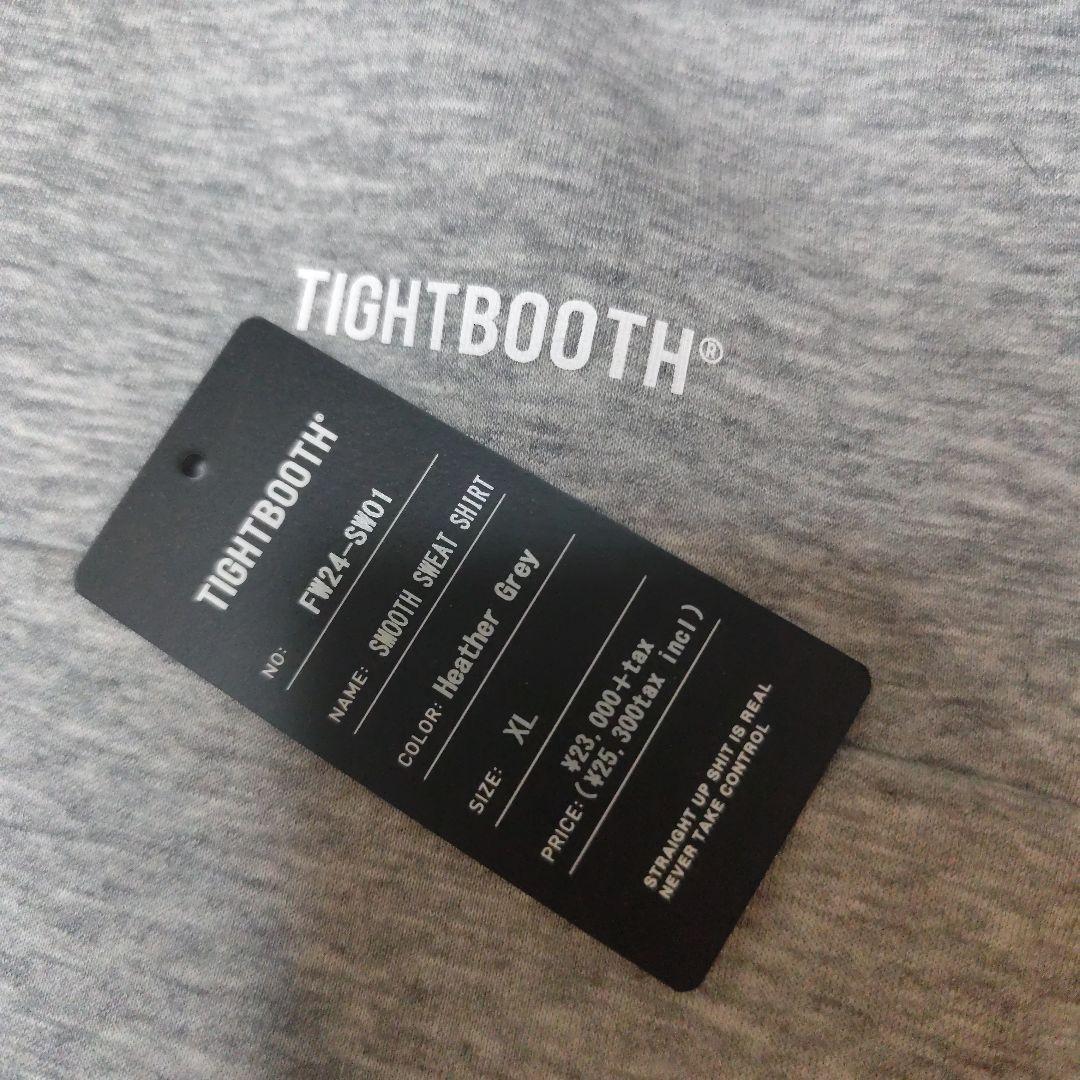 TIGHTBOOTH®
TIGHTBOOTH®
NO: FW24-SW01
NAME: SMOOTH SWEAT SHIRT
COLOR: Heather Grey
SIZE: XL
¥23,000+tax
PRICE: (¥25,300tax incl)
STRAIGHT UP SHIT IS REAL
NEVER TAKE CONTROL